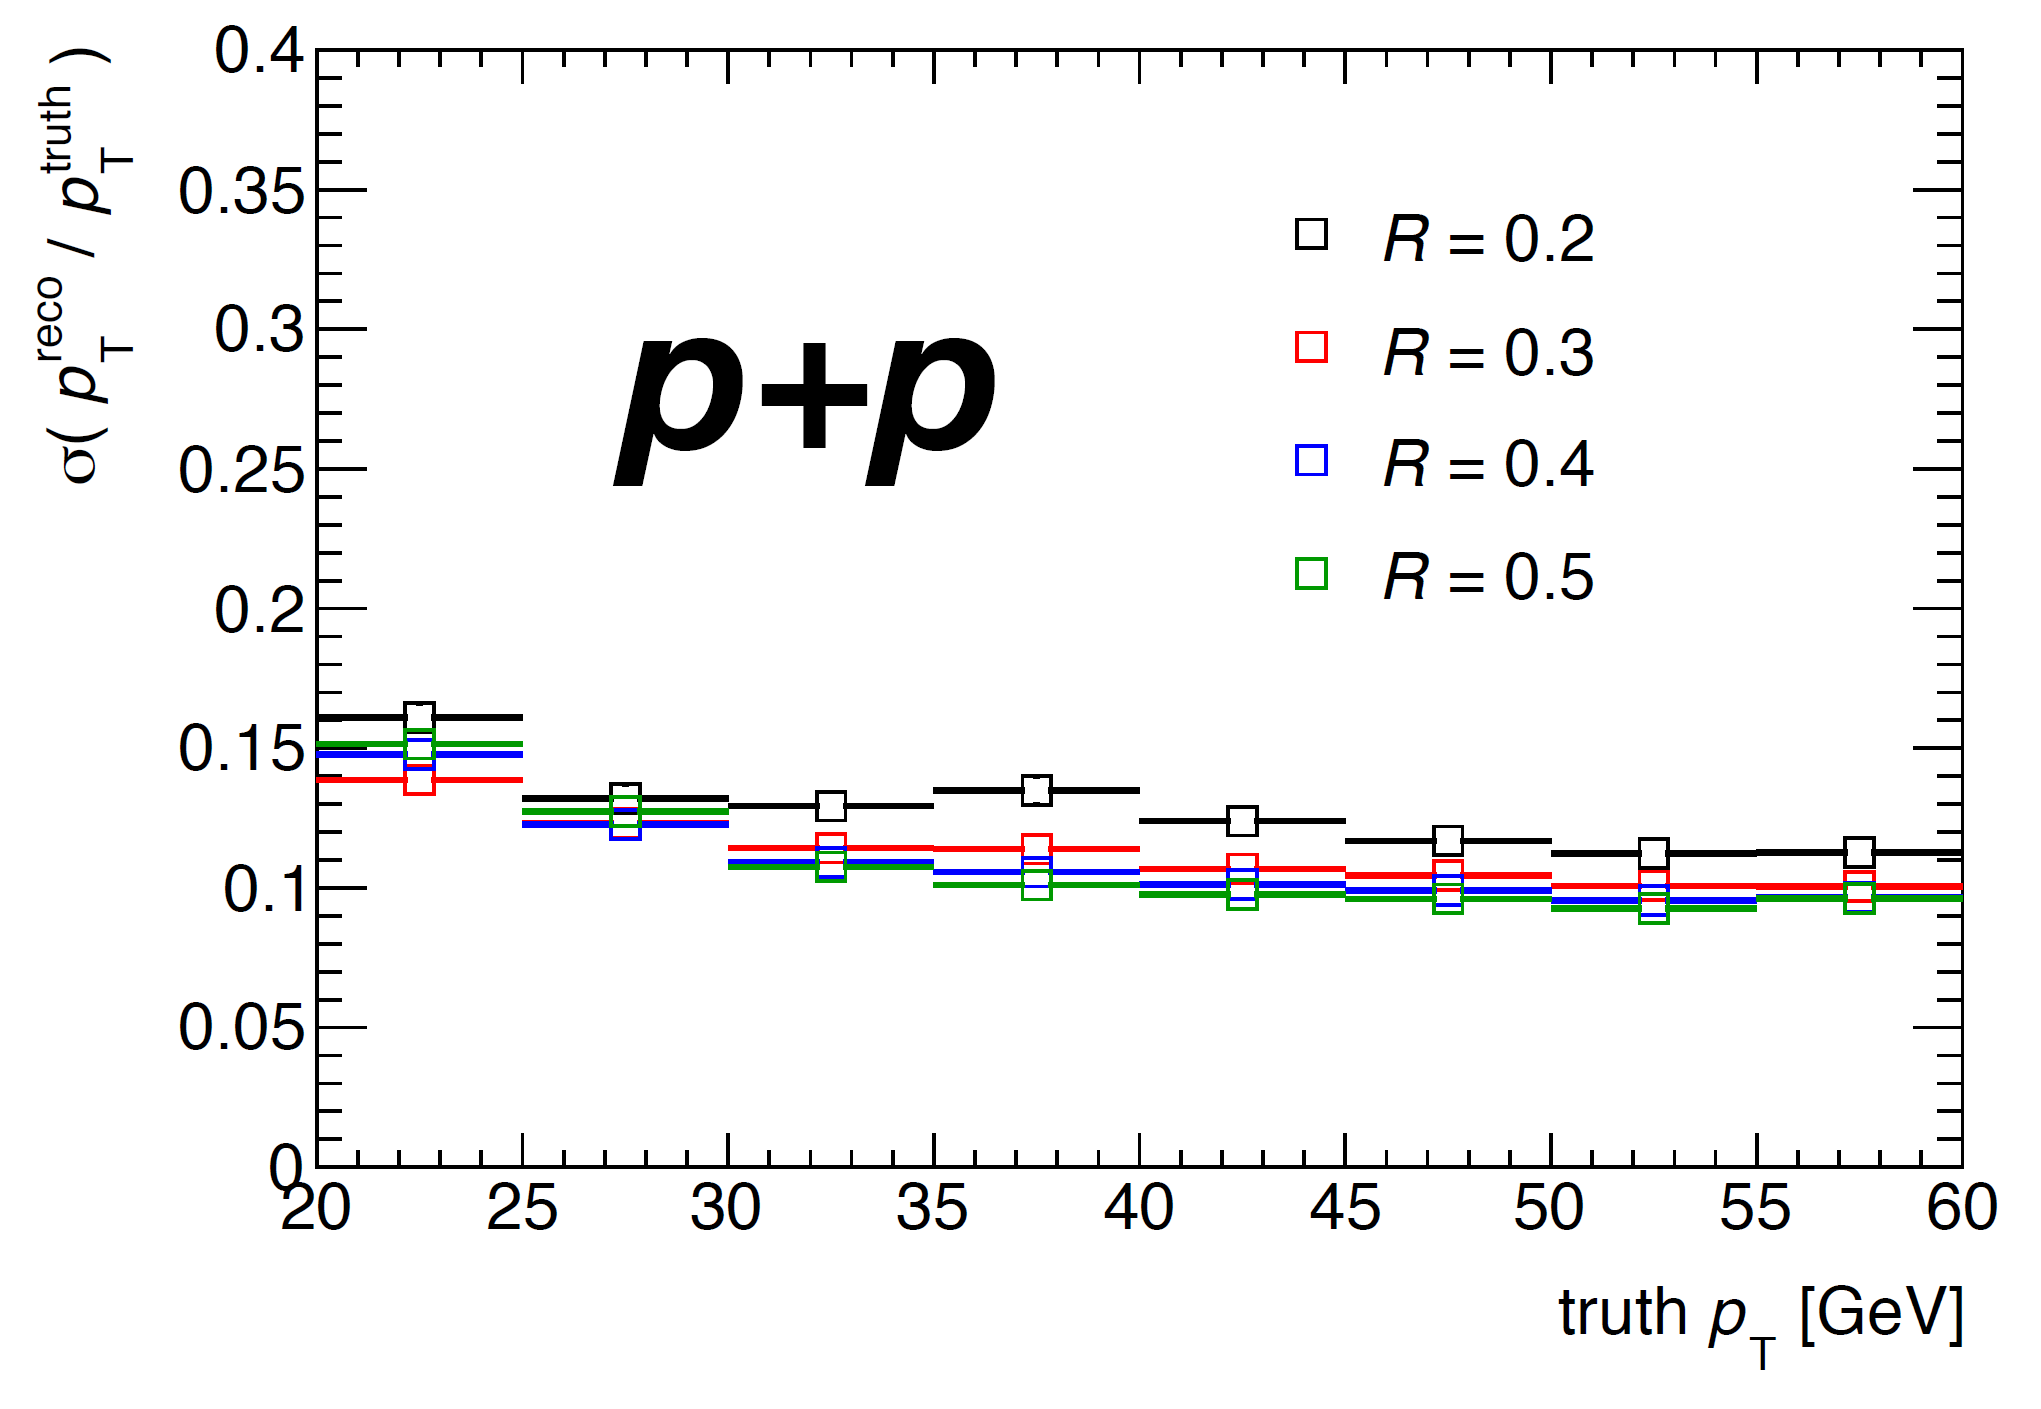 σ( p_T^reco / p_T^truth )
0.4
0.35
0.3
0.25
0.2
0.15
0.1
0.05
0
p+p
R = 0.2
R = 0.3
R = 0.4
R = 0.5
20 25 30 35 40 45 50 55 60
truth p_T [GeV]